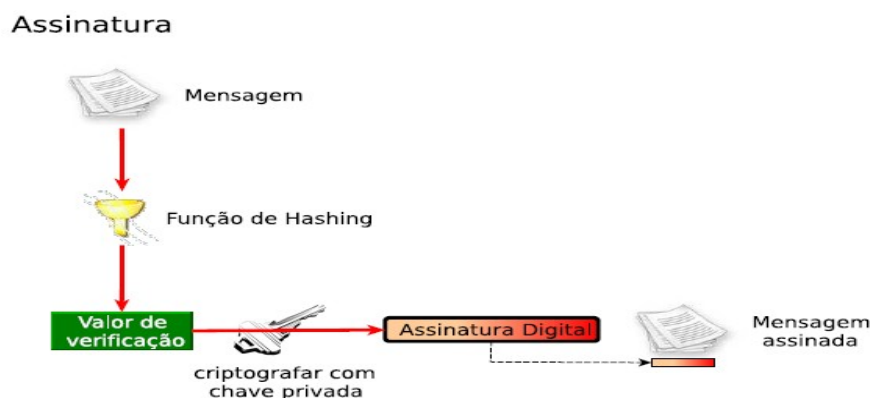 Assinatura
Mensagem
Função de Hashing
Valor de
verificação
criptografar com
chave privada
Assinatura Digital
Mensagem
assinada